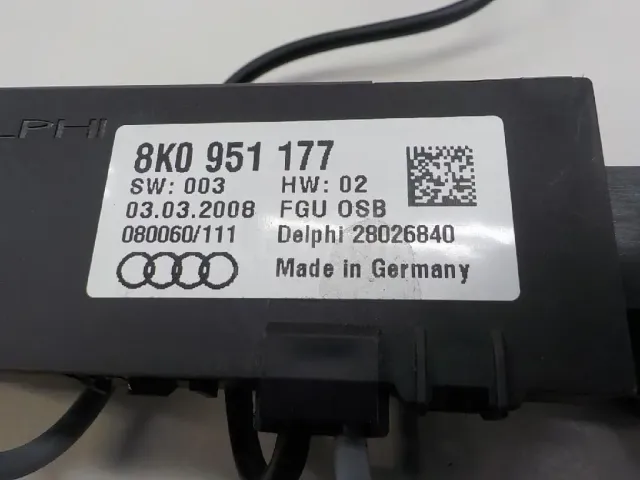 8K0 951 177
SW: 003 HW: 02
03.03.2008 FGU OSB
080060/111 Delphi 28026840
Made in Germany